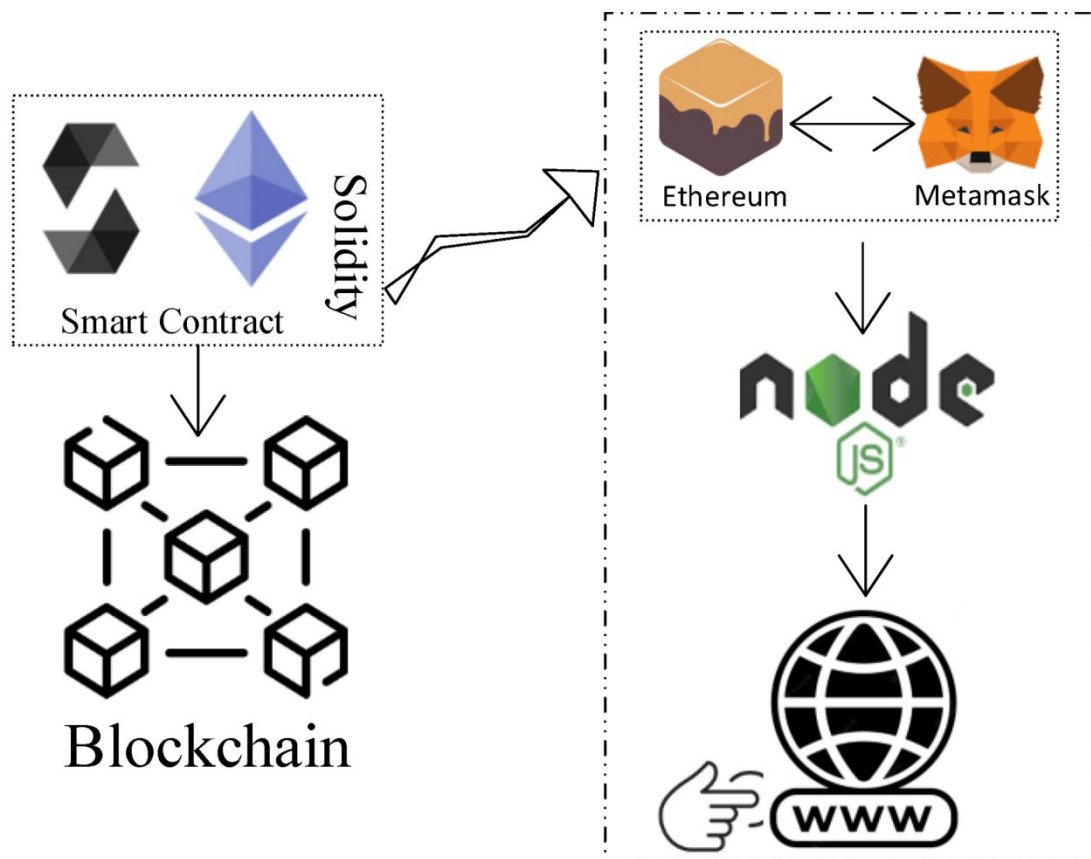 Solidity
Smart Contract
Blockchain
Ethereum
Metamask
node
JS®
www